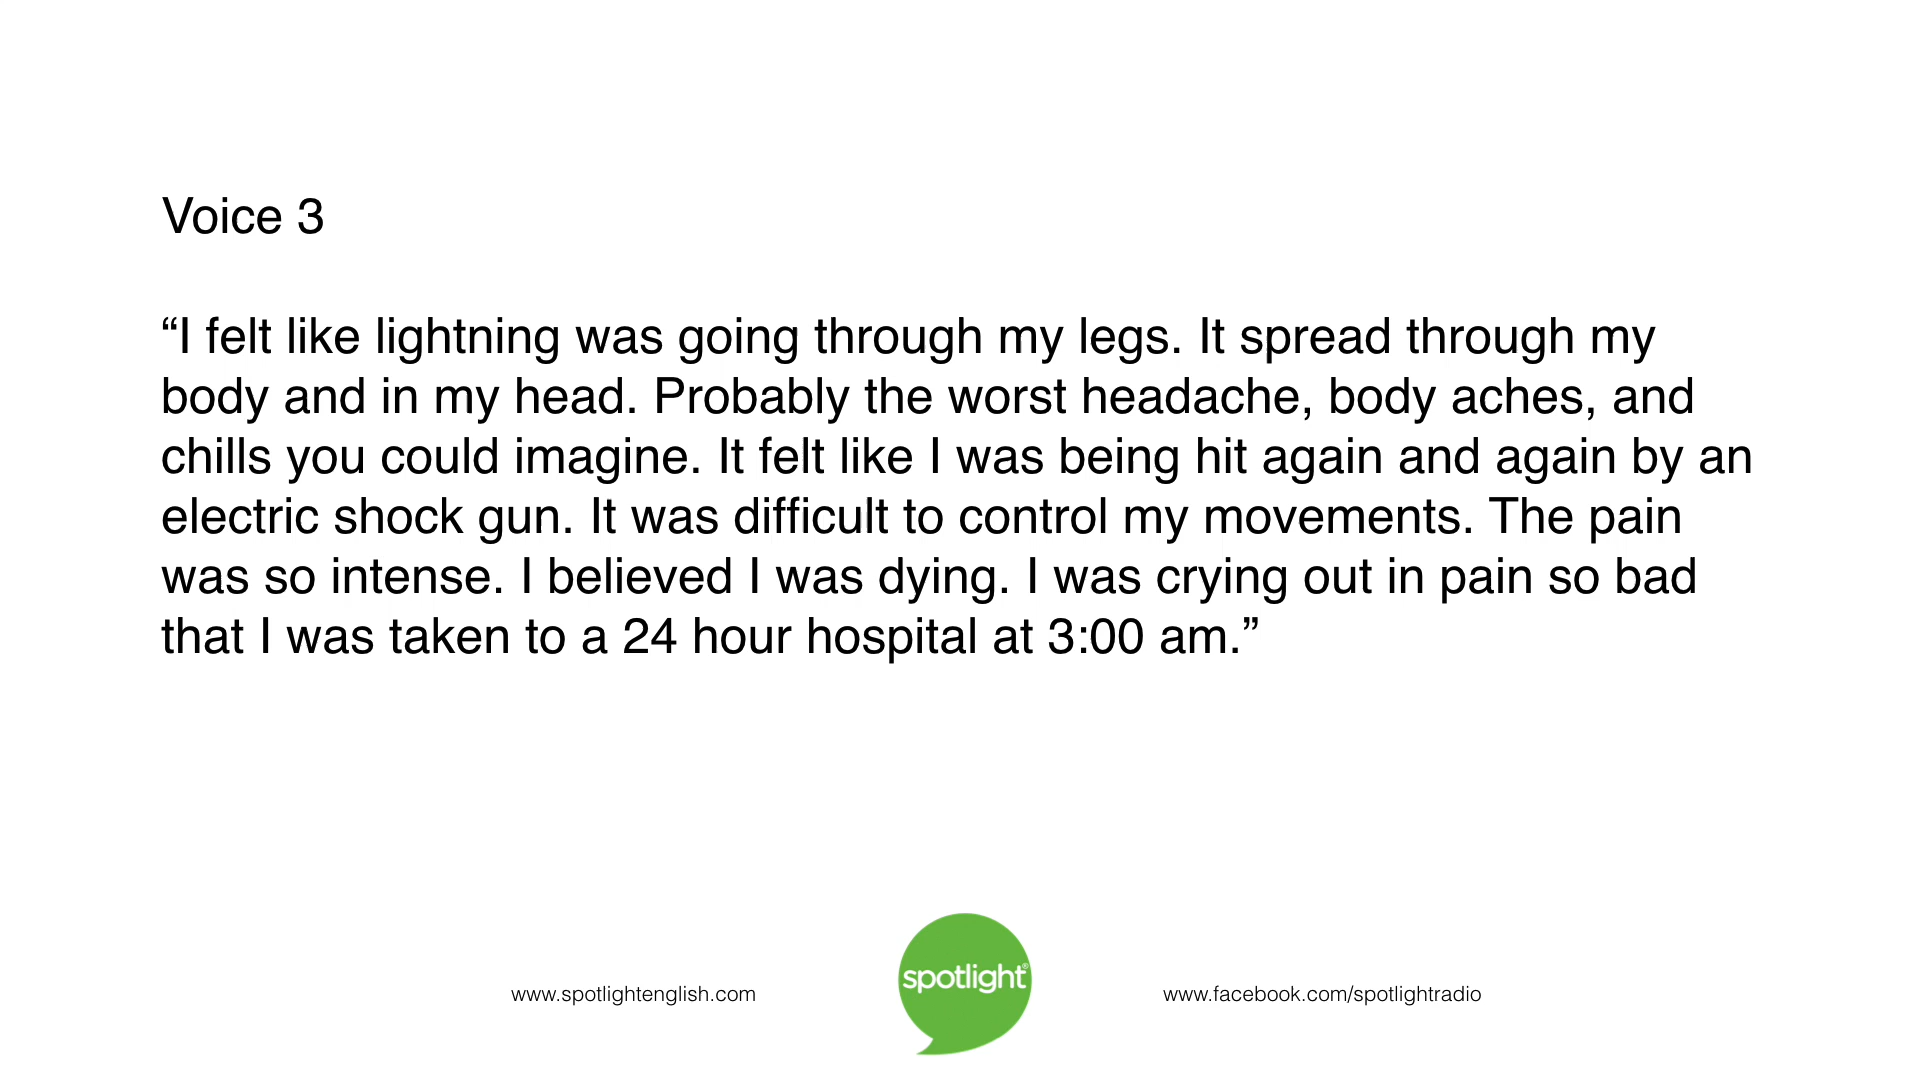 Voice 3
“I felt like lightning was going through my legs. It spread through my
body and in my head. Probably the worst headache, body aches, and
chills you could imagine. It felt like I was being hit again and again by an
electric shock gun. It was difficult to control my movements. The pain
was so intense. I believed I was dying. I was crying out in pain so bad
that I was taken to a 24 hour hospital at 3:00 am.”
www.spotlightenglish.com
spotlight®
www.facebook.com/spotlightradio